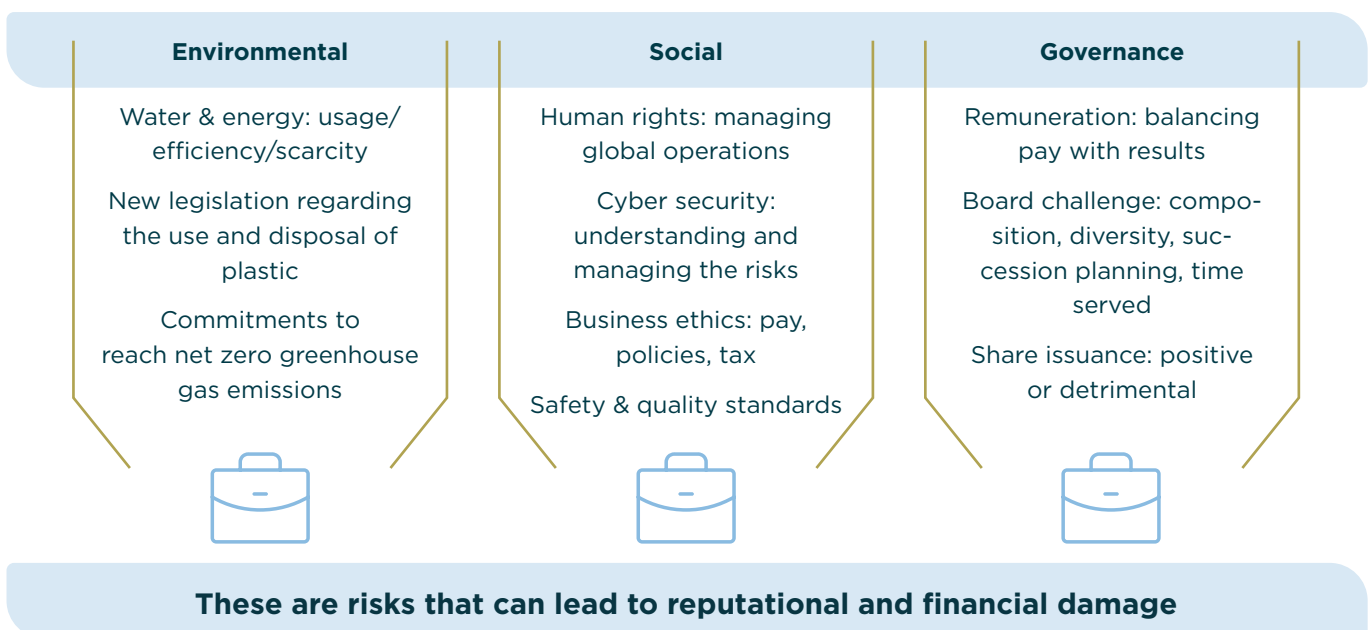 Environmental
Water & energy: usage/
efficiency/scarcity
New legislation regarding
the use and disposal of
plastic
Commitments to
reach net zero greenhouse
gas emissions
Social
Human rights: managing
global operations
Cyber security:
understanding and
managing the risks
Business ethics: pay,
policies, tax
Safety & quality standards
Governance
Remuneration: balancing
pay with results
Board challenge: compo-
sition, diversity, suc-
cession planning, time
served
Share issuance: positive
or detrimental
These are risks that can lead to reputational and financial damage